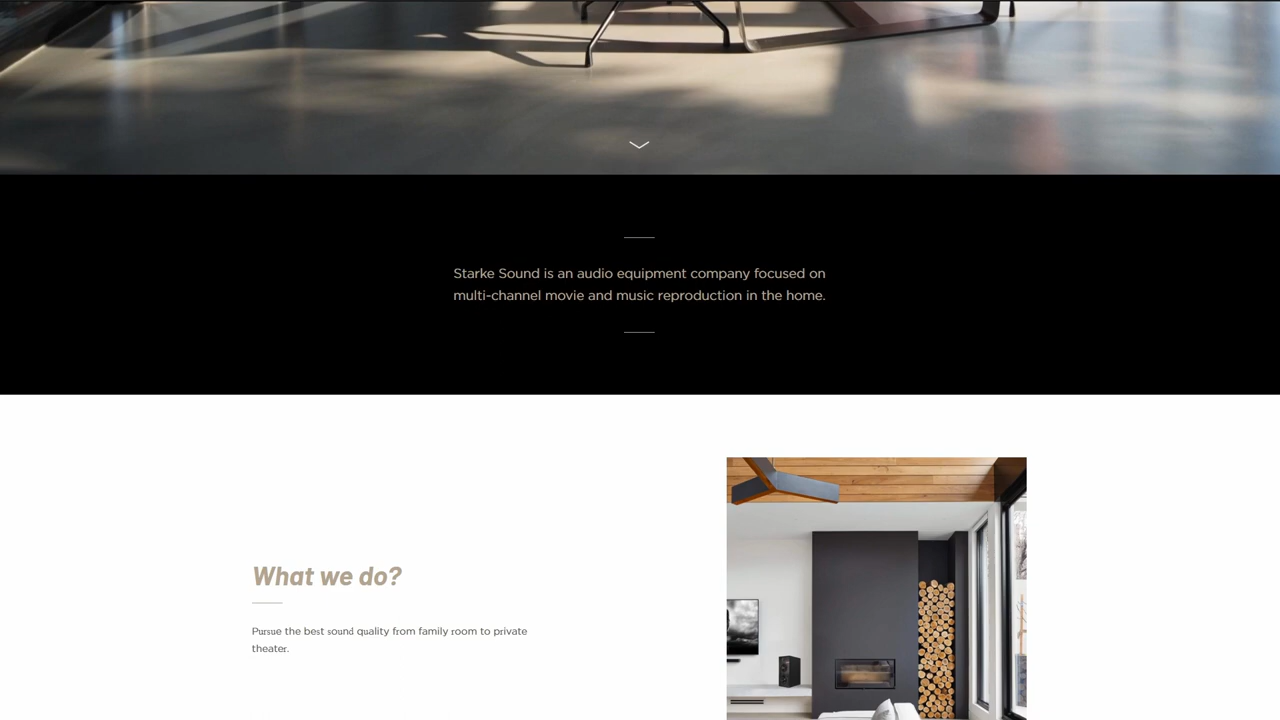 Starke Sound is an audio equipment company focused on
multi-channel movie and music reproduction in the home.
What we do?
Pursue the best sound quality from family room to private
theater.